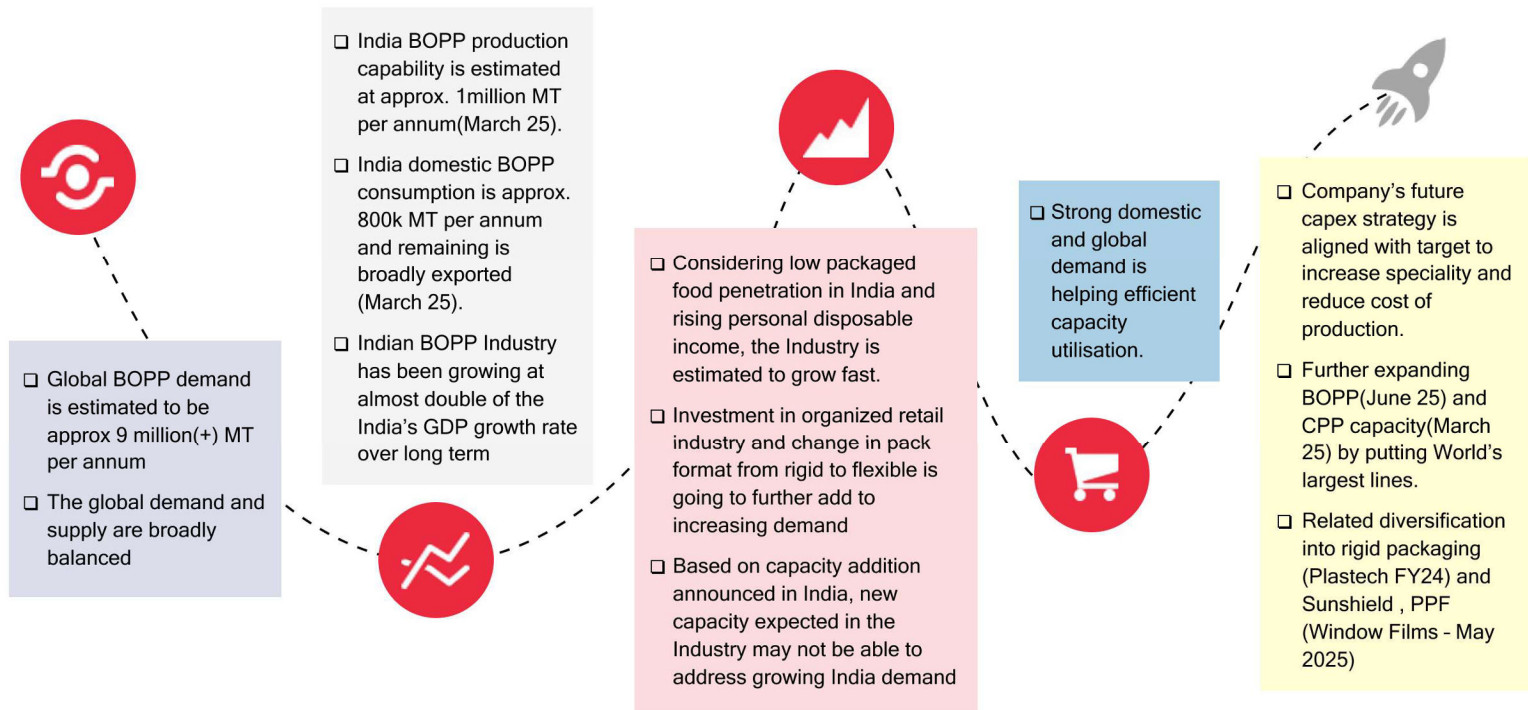 ❑ Global BOPP demand
is estimated to be
approx 9 million(+) MT
per annum
❑ The global demand and
supply are broadly
balanced
❑ India BOPP production
capability is estimated
at approx. 1million MT
per annum(March 25).
❑ India domestic BOPP
consumption is approx.
800k MT per annum
and remaining is
broadly exported
(March 25).
❑ Indian BOPP Industry
has been growing at
almost double of the
India's GDP growth rate
over long term
❑ Considering low packaged
food penetration in India and
rising personal disposable
income, the Industry is
estimated to grow fast.
❑ Investment in organized retail
industry and change in pack
format from rigid to flexible is
going to further add to
increasing demand
❑ Based on capacity addition
announced in India, new
capacity expected in the
Industry may not be able to
address growing India demand
❑ Strong domestic
and global
demand is
helping efficient
capacity
utilisation.
❑ Company's future
capex strategy is
aligned with target to
increase speciality and
reduce cost of
production.
❑ Further expanding
BOPP(June 25) and
CPP capacity(March
25) by putting World's
largest lines.
❑ Related diversification
into rigid packaging
(Plastech FY24) and
Sunshield , PPF
(Window Films - May
2025)